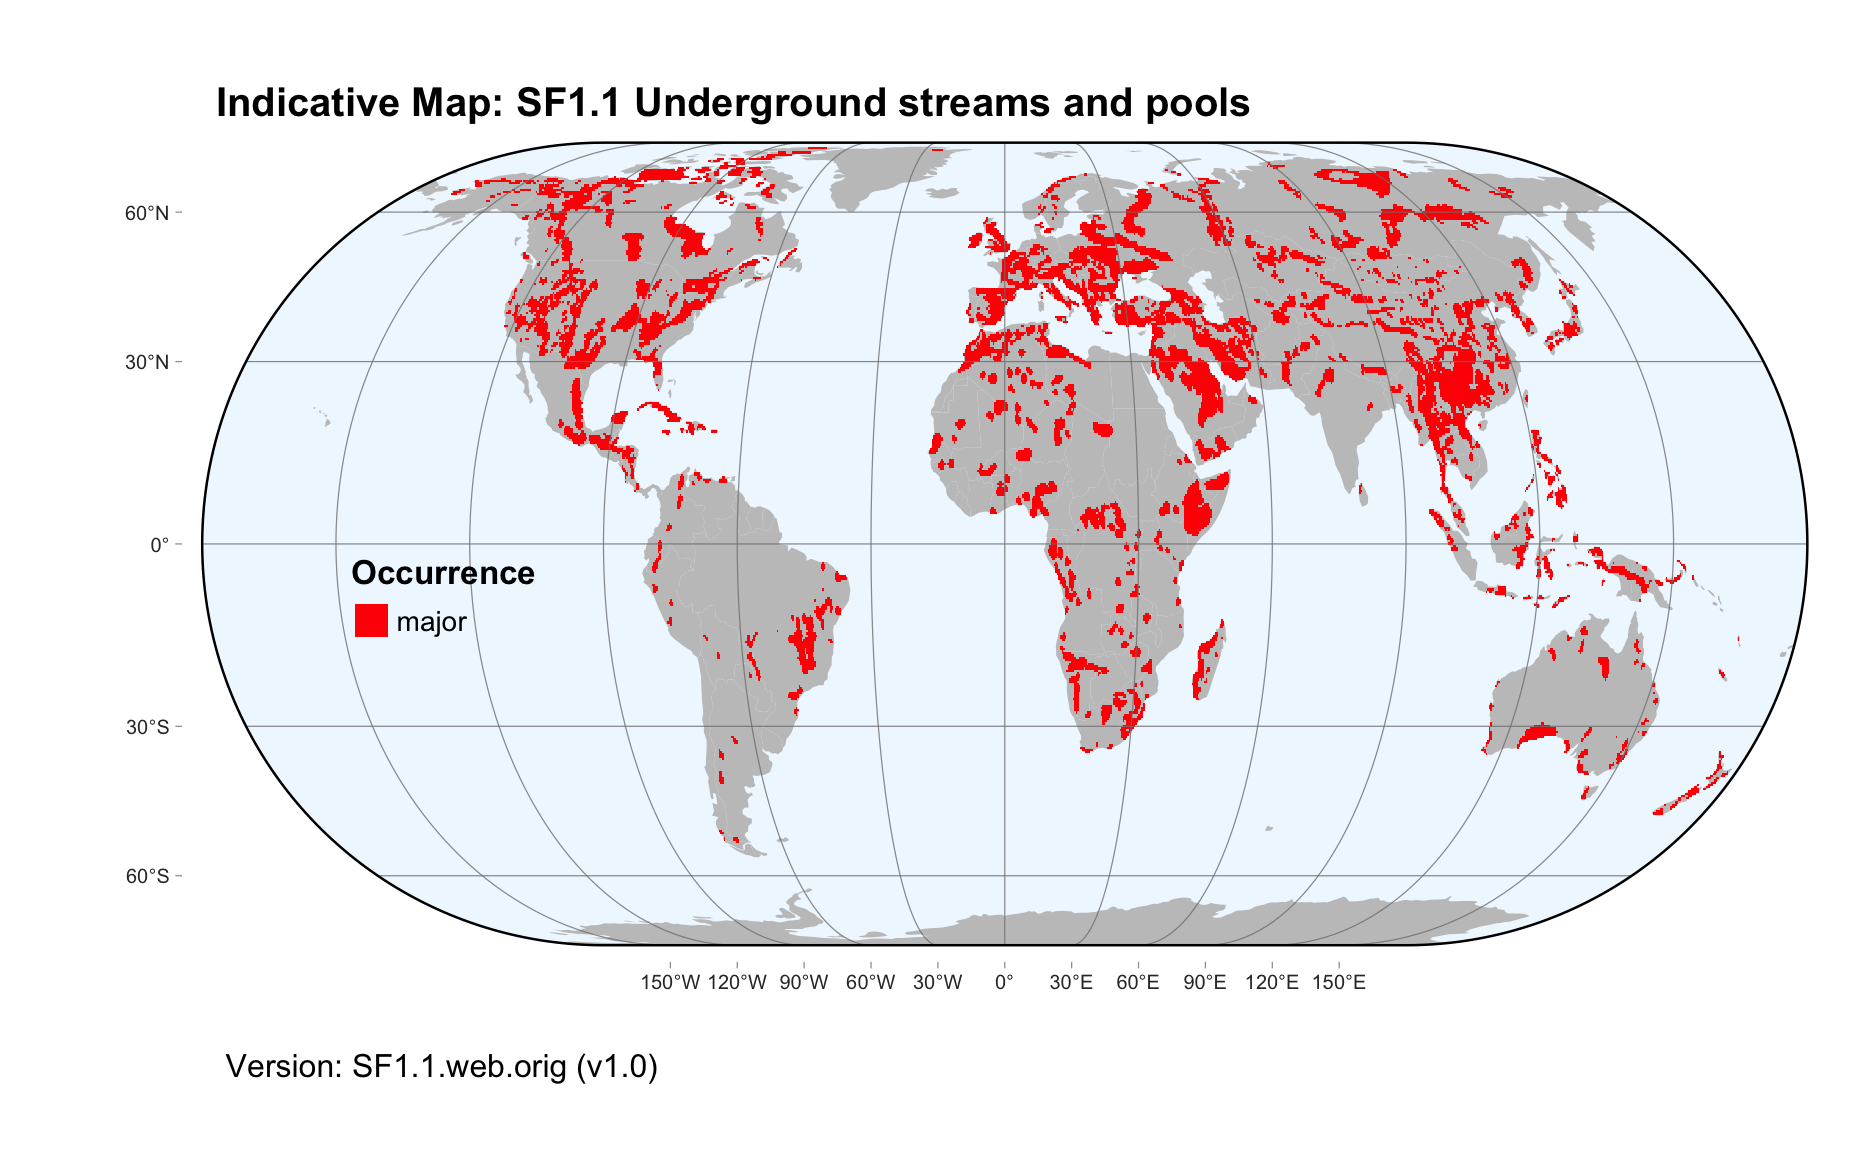 Indicative Map: SF1.1 Underground streams and pools
60°N
30°N
0°
30°S
60°S
Occurrence
major
150°W 120°W 90°W 60°W 30°W 0° 30°E 60°E 90°E 120°E 150°E
Version: SF1.1.web.orig (v1.0)